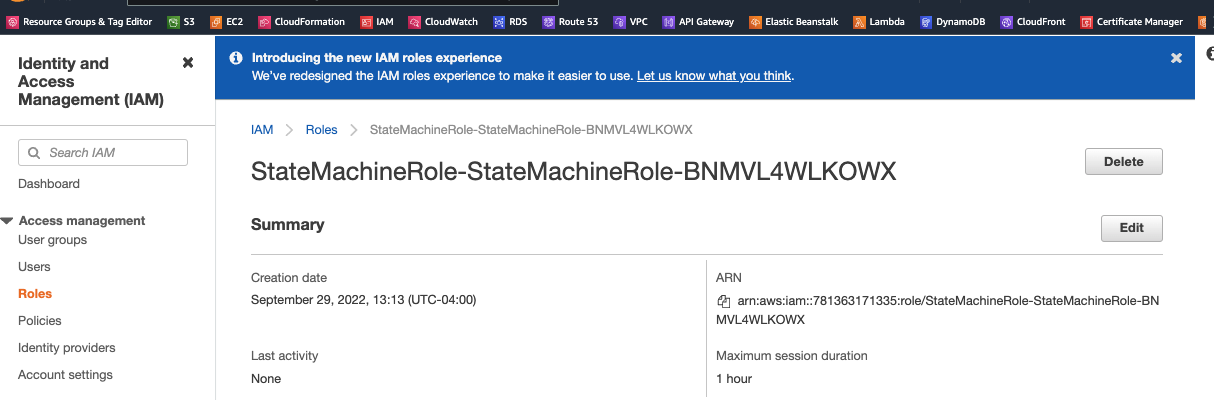 Resource Groups & Tag Editor S3 EC2 CloudFormation IAM CloudWatch RDS Route 53 VPC API Gateway Elastic Beanstalk Lambda DynamoDB CloudFront Certificate Manager
Identity and
Access
Management (IAM)
Introducing the new IAM roles experience
We've redesigned the IAM roles experience to make it easier to use. Let us know what you think.
Search IAM
Dashboard
Access management
User groups
Users
Roles
Policies
Identity providers
Account settings
IAM Roles StateMachineRole-StateMachineRole-BNMVL4WLKOWX
StateMachineRole-StateMachineRole-BNMVL4WLKOWX
Delete
Summary
Edit
Creation date
September 29, 2022, 13:13 (UTC-04:00)
ARN
arn:aws:iam::781363171335:role/StateMachineRole-StateMachineRole-BN
MVL4WLKOWX
Last activity
None
Maximum session duration
1 hour